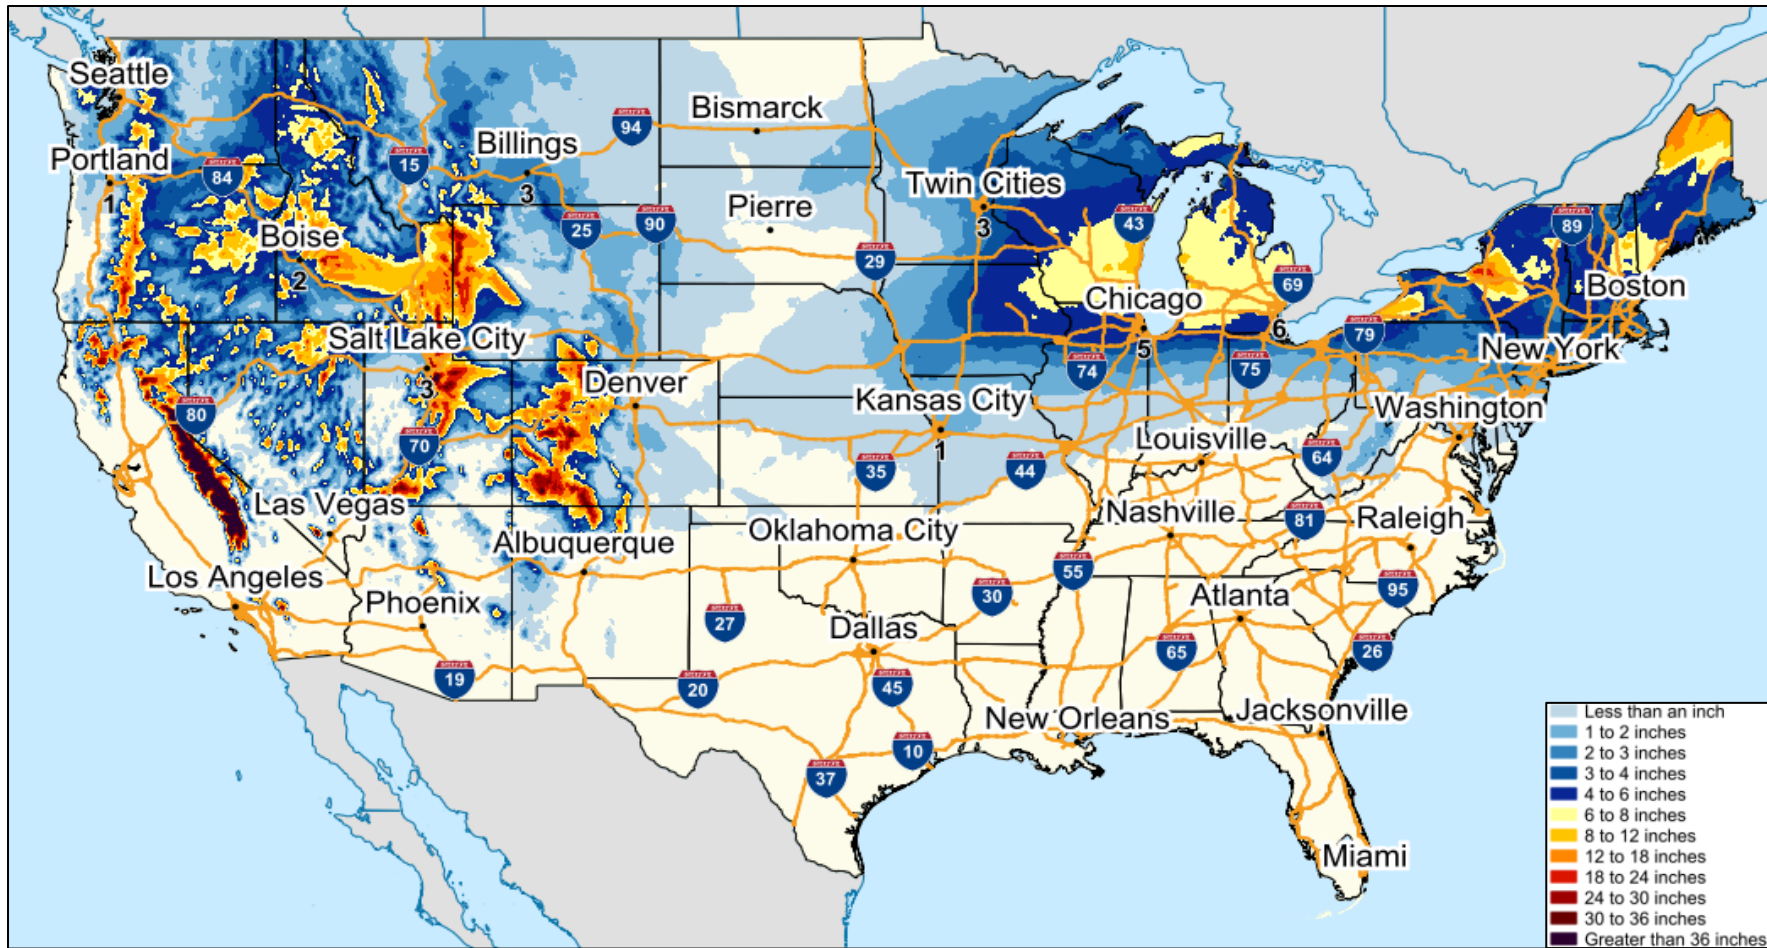 Seattle
Bismarck
94
Billings
Portland
15
84
3
Twin Cities
1
Pierre
3
43
89
25
90
Boise
29
2
69
Boston
Chicago
6
5
79
Salt Lake City
New York
74
75
Denver
3
80
Kansas City
Washington
70
1
Louisville
35
44
64
Las Vegas
Nashville
81
Raleigh
Oklahoma City
Albuquerque
55
Los Angeles
Phoenix
30
95
Atlanta
27
Dallas
65
26
19
20
45
New Orleans
Jacksonville
10
37
Miami
Less than an inch
1 to 2 inches
2 to 3 inches
3 to 4 inches
4 to 6 inches
6 to 8 inches
8 to 12 inches
12 to 18 inches
18 to 24 inches
24 to 30 inches
30 to 36 inches
Greater than 36 inches